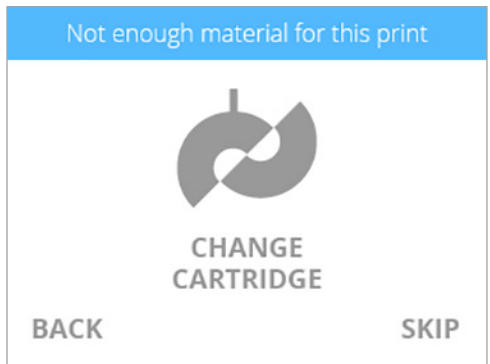 Not enough material for this print
CHANGE
CARTRIDGE
BACK
SKIP